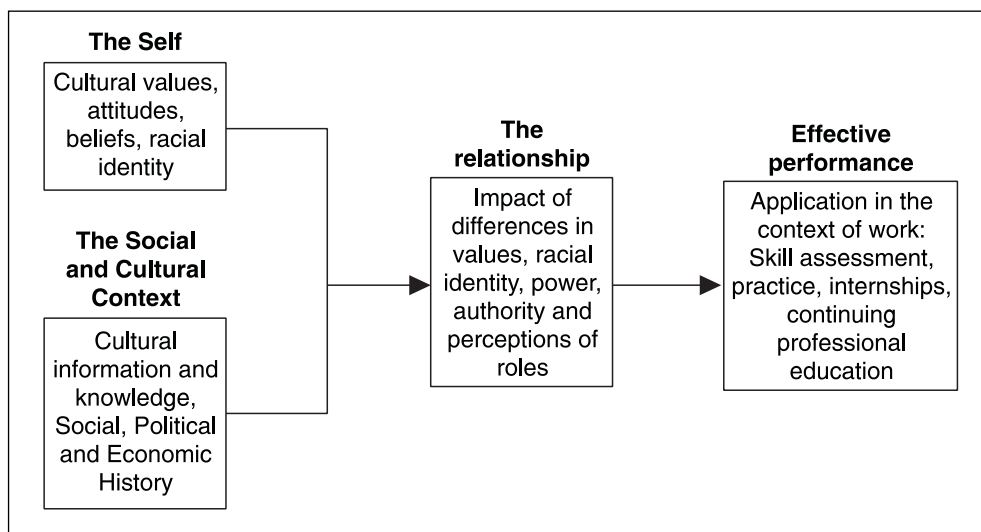 The Self
Cultural values,
attitudes,
beliefs, racial
identity
The Social
and Cultural
Context
Cultural
information and
knowledge,
Social, Political
and Economic
History
The
relationship
Impact of
differences in
values, racial
identity, power,
authority and
perceptions of
roles
Effective
performance
Application in the
context of work:
Skill assessment,
practice, internships,
continuing
professional
education